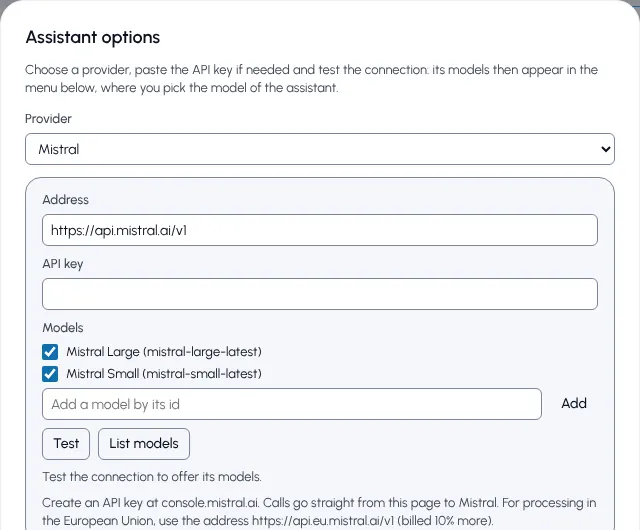 Assistant options
Choose a provider, paste the API key if needed and test the connection: its models then appear in the
menu below, where you pick the model of the assistant.
Provider
Mistral
Address
https://api.mistral.ai/v1
API key
Models
Mistral Large (mistral-large-latest)
Mistral Small (mistral-small-latest)
Add a model by its id
Add
Test
List models
Test the connection to offer its models.
Create an API key at console.mistral.ai. Calls go straight from this page to Mistral. For processing in
the European Union, use the address https://api.eu.mistral.ai/v1 (billed 10% more).